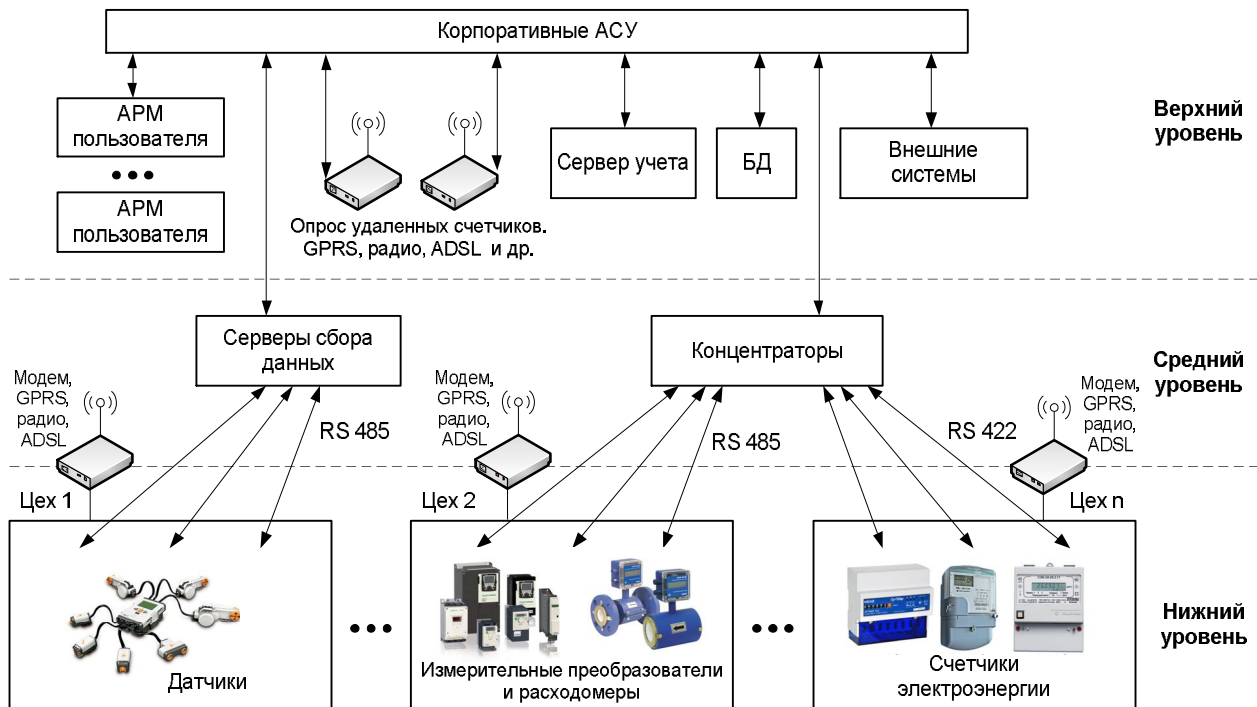 Корпоративные АСУ
АРМ
пользователя
АРМ
пользователя
Опрос удаленных счетчиков.
GPRS, радио, ADSL и др.
Сервер учета
БД
Внешние
системы
Верхний
уровень
Серверы сбора
данных
Концентраторы
Средний
уровень
Модем,
GPRS,
радио,
ADSL
RS 485
Модем,
GPRS,
радио,
ADSL
RS 485
RS 422
Модем,
GPRS,
радио,
ADSL
Цех 1
Цех 2
Цех n
Датчики
Измерительные преобразователи
и расходомеры
Счетчики
электроэнергии
Нижний
уровень